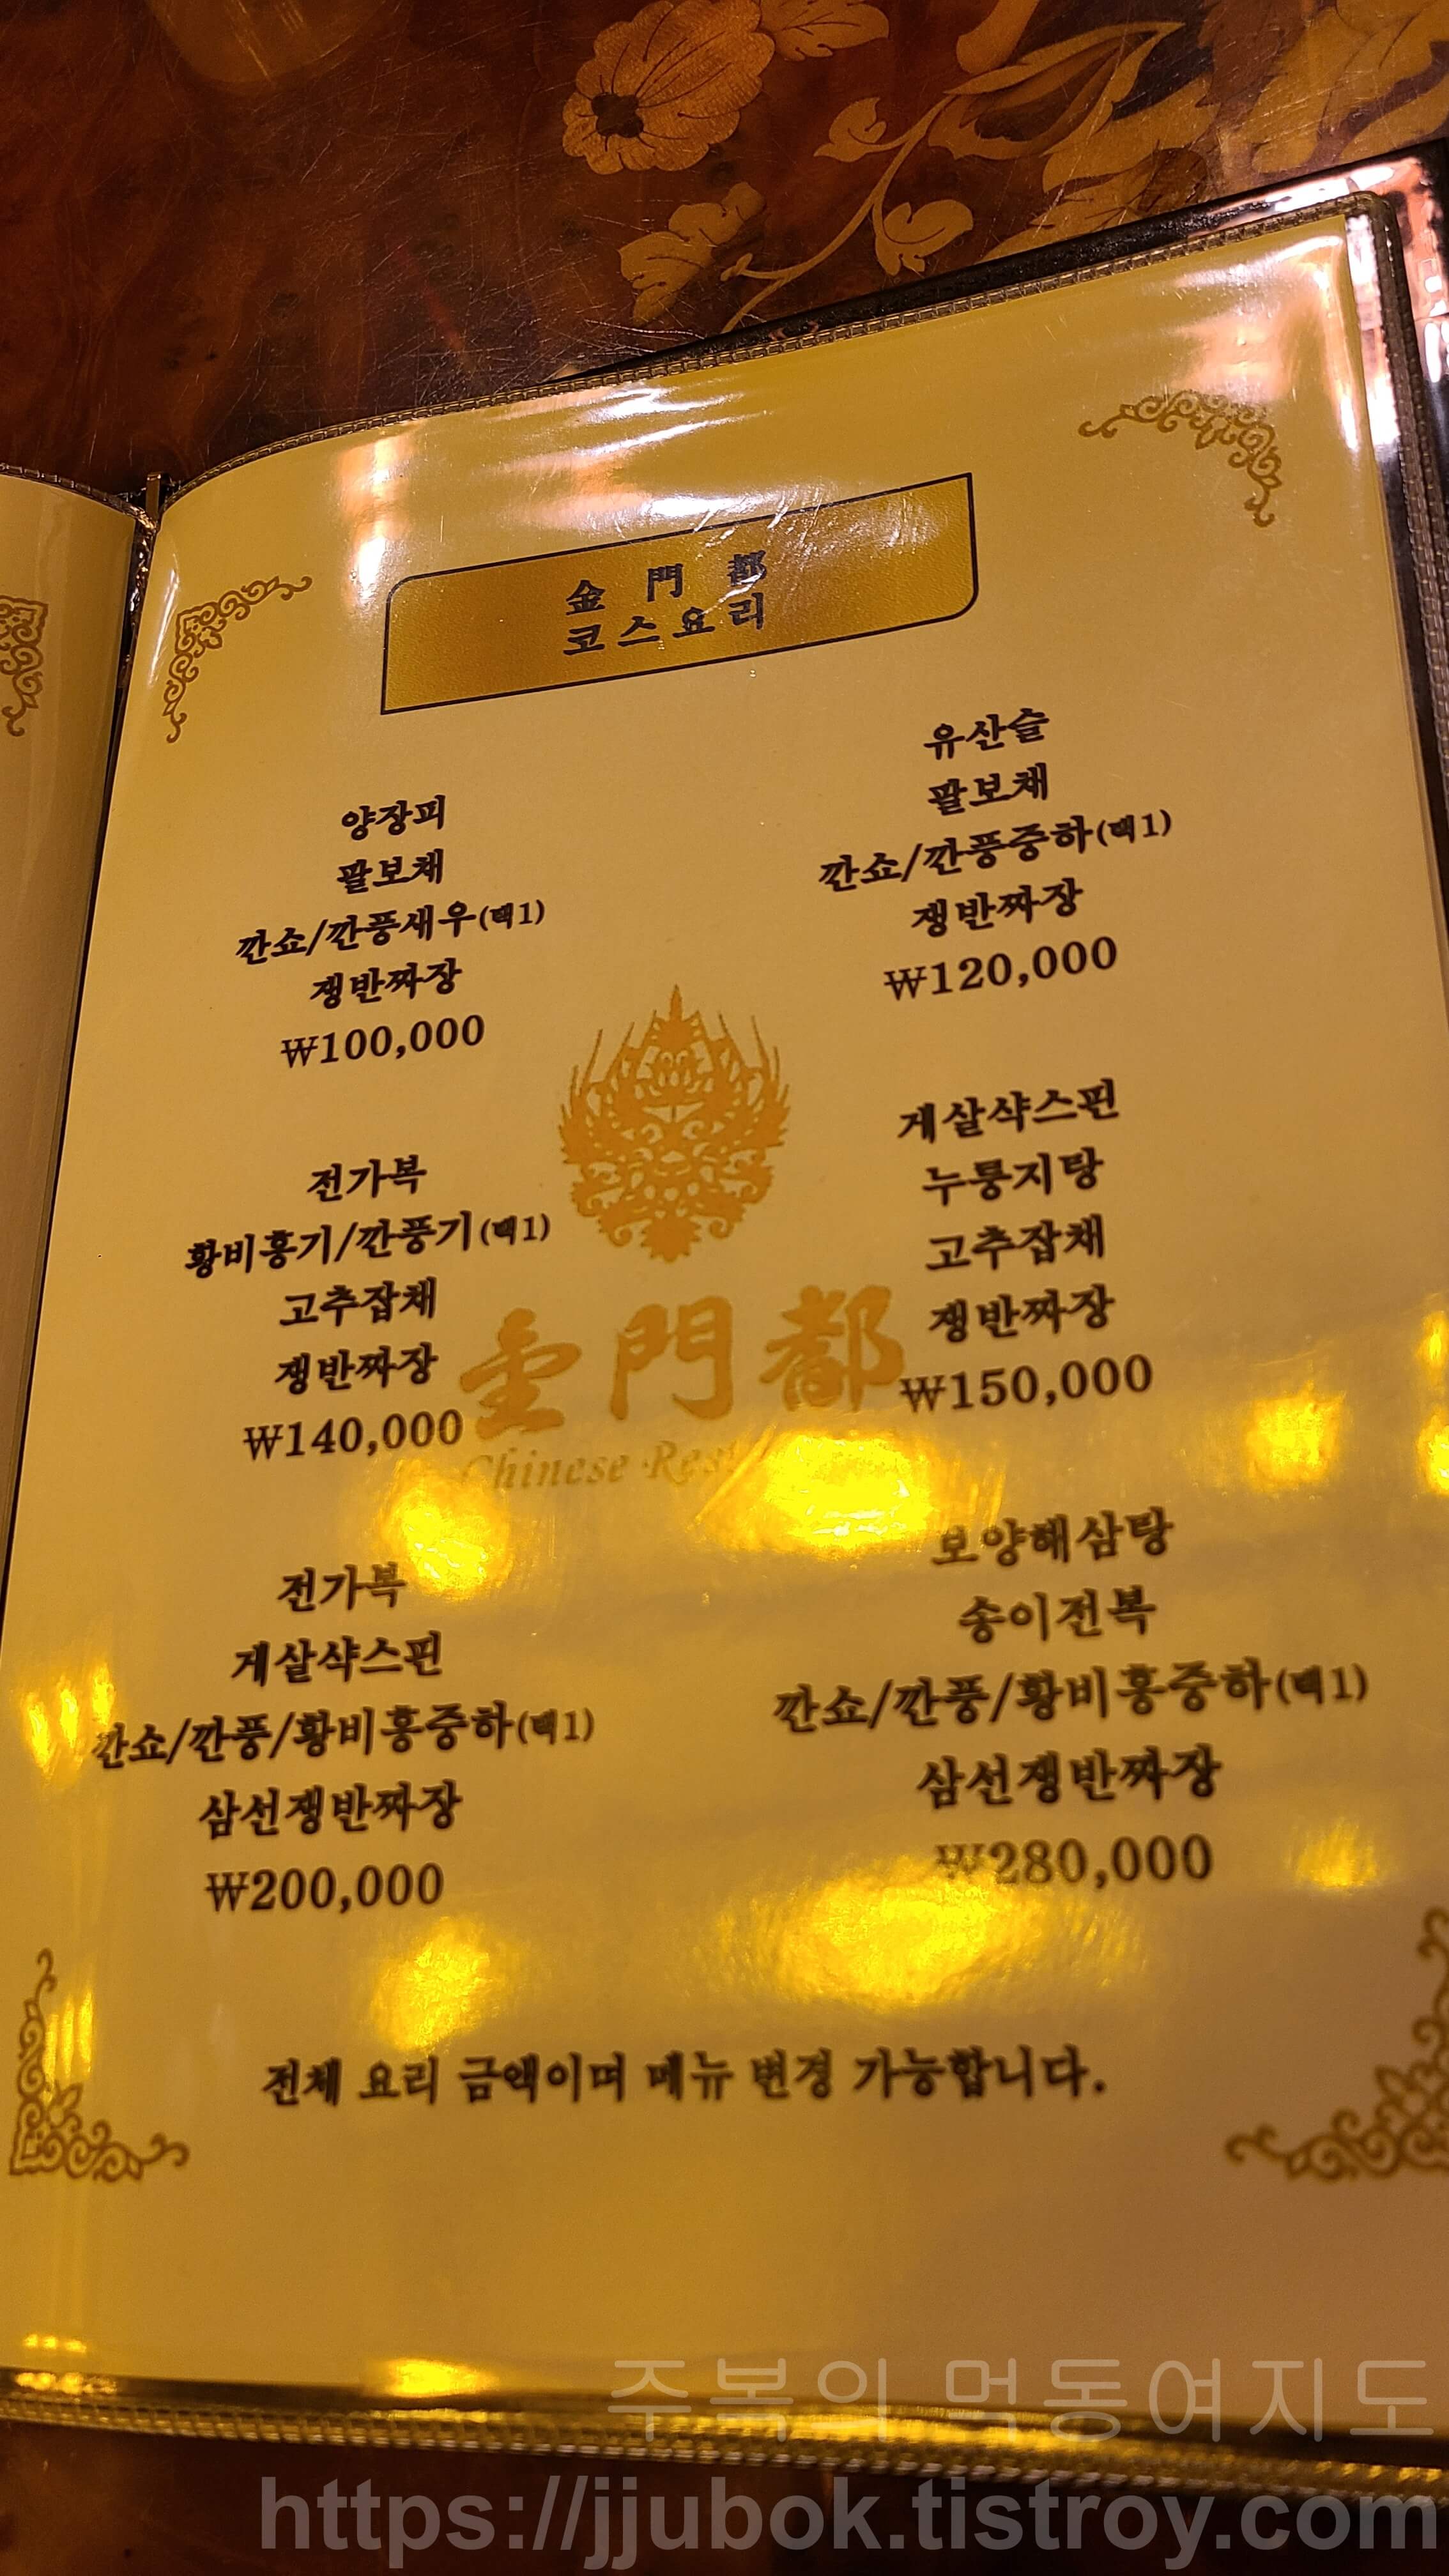 金門都
코스요리
양장피
팔보채
깐쇼/깐풍새우(택1)
쟁반짜장
₩100,000
유산슬
팔보채
깐쇼/깐풍중하(택1)
쟁반짜장
₩120,000
전가복
황비홍기/깐풍기(택1)
고추잡채
쟁반짜장
₩140,000
게살샥스핀
누룽지탕
고추잡채
쟁반짜장
₩150,000
金門都
Chinese
전가복
게살샥스핀
깐쇼/깐풍/황비홍중하(택1)
삼선쟁반짜장
₩200,000
보양해삼탕
송이전복
깐쇼/깐풍/황비홍중하(택1)
삼선쟁반짜장
₩280,000
전체 요리 금액이며 메뉴 변경 가능합니다.
주복의 먹동여지도
https://jjubok.tistroy.com